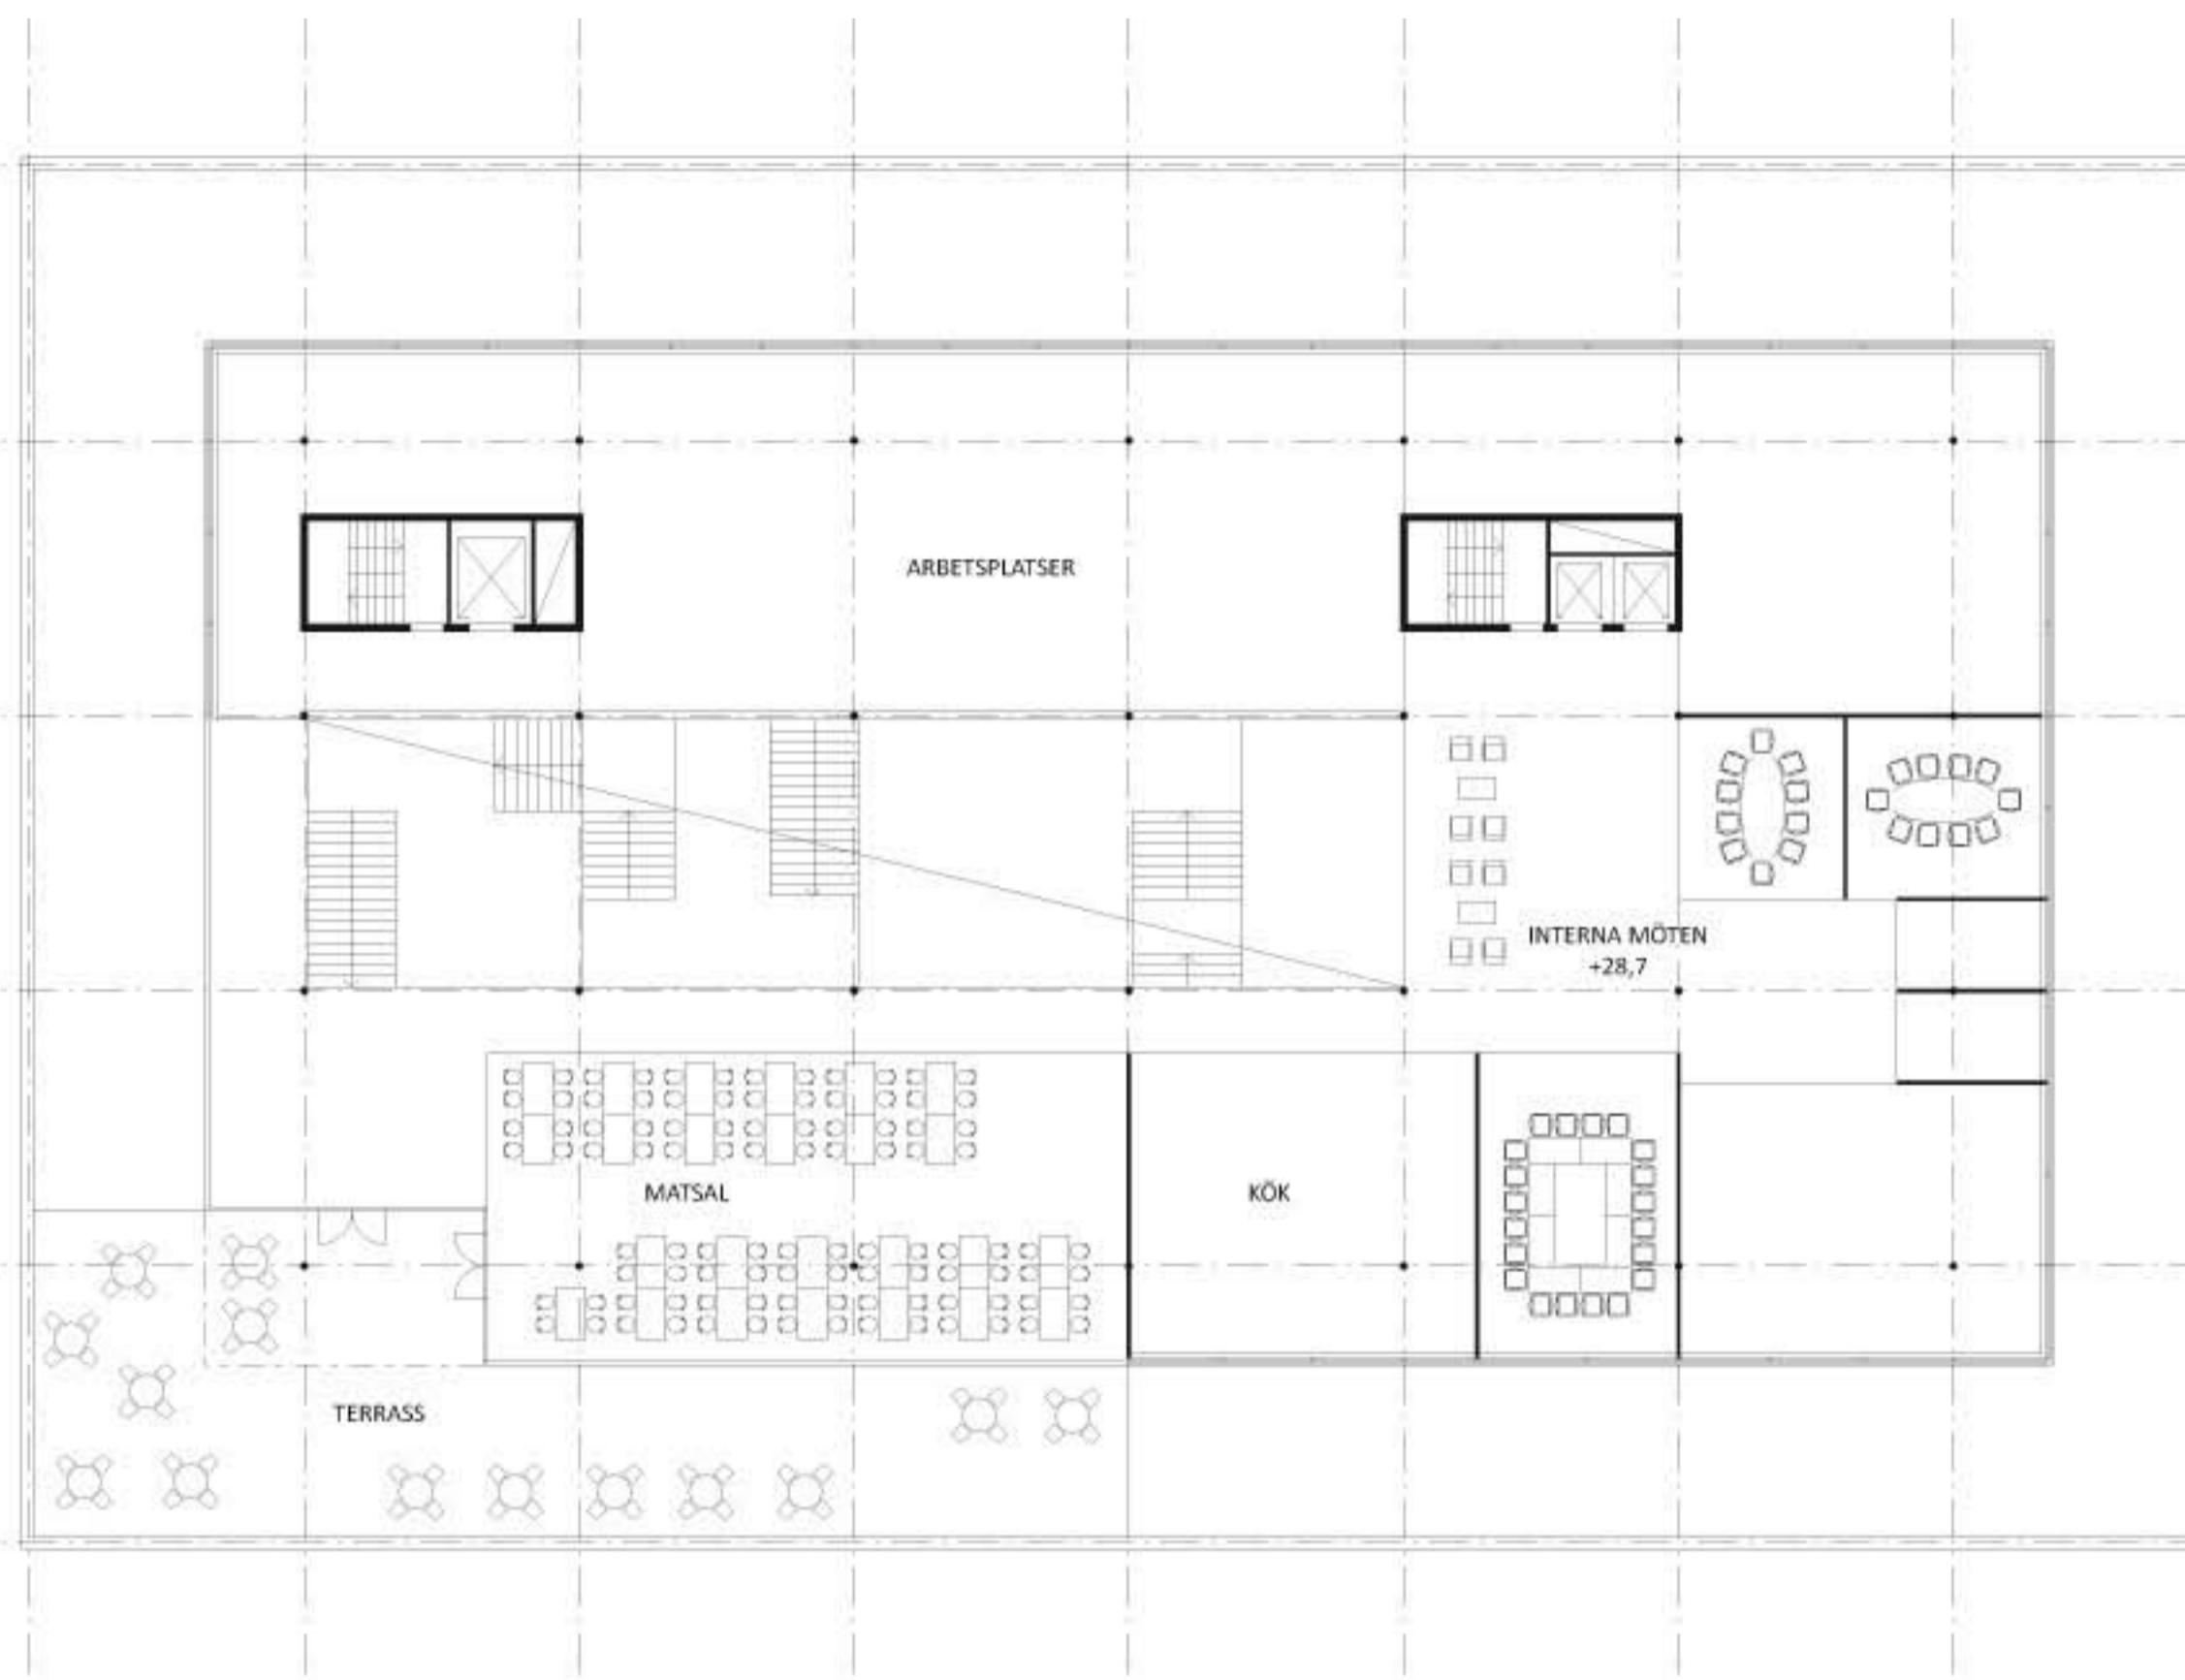 ARBETSPLATSER
INTERNA MÖTEN
+28,7
MATSAL
KÖK
TERRASS